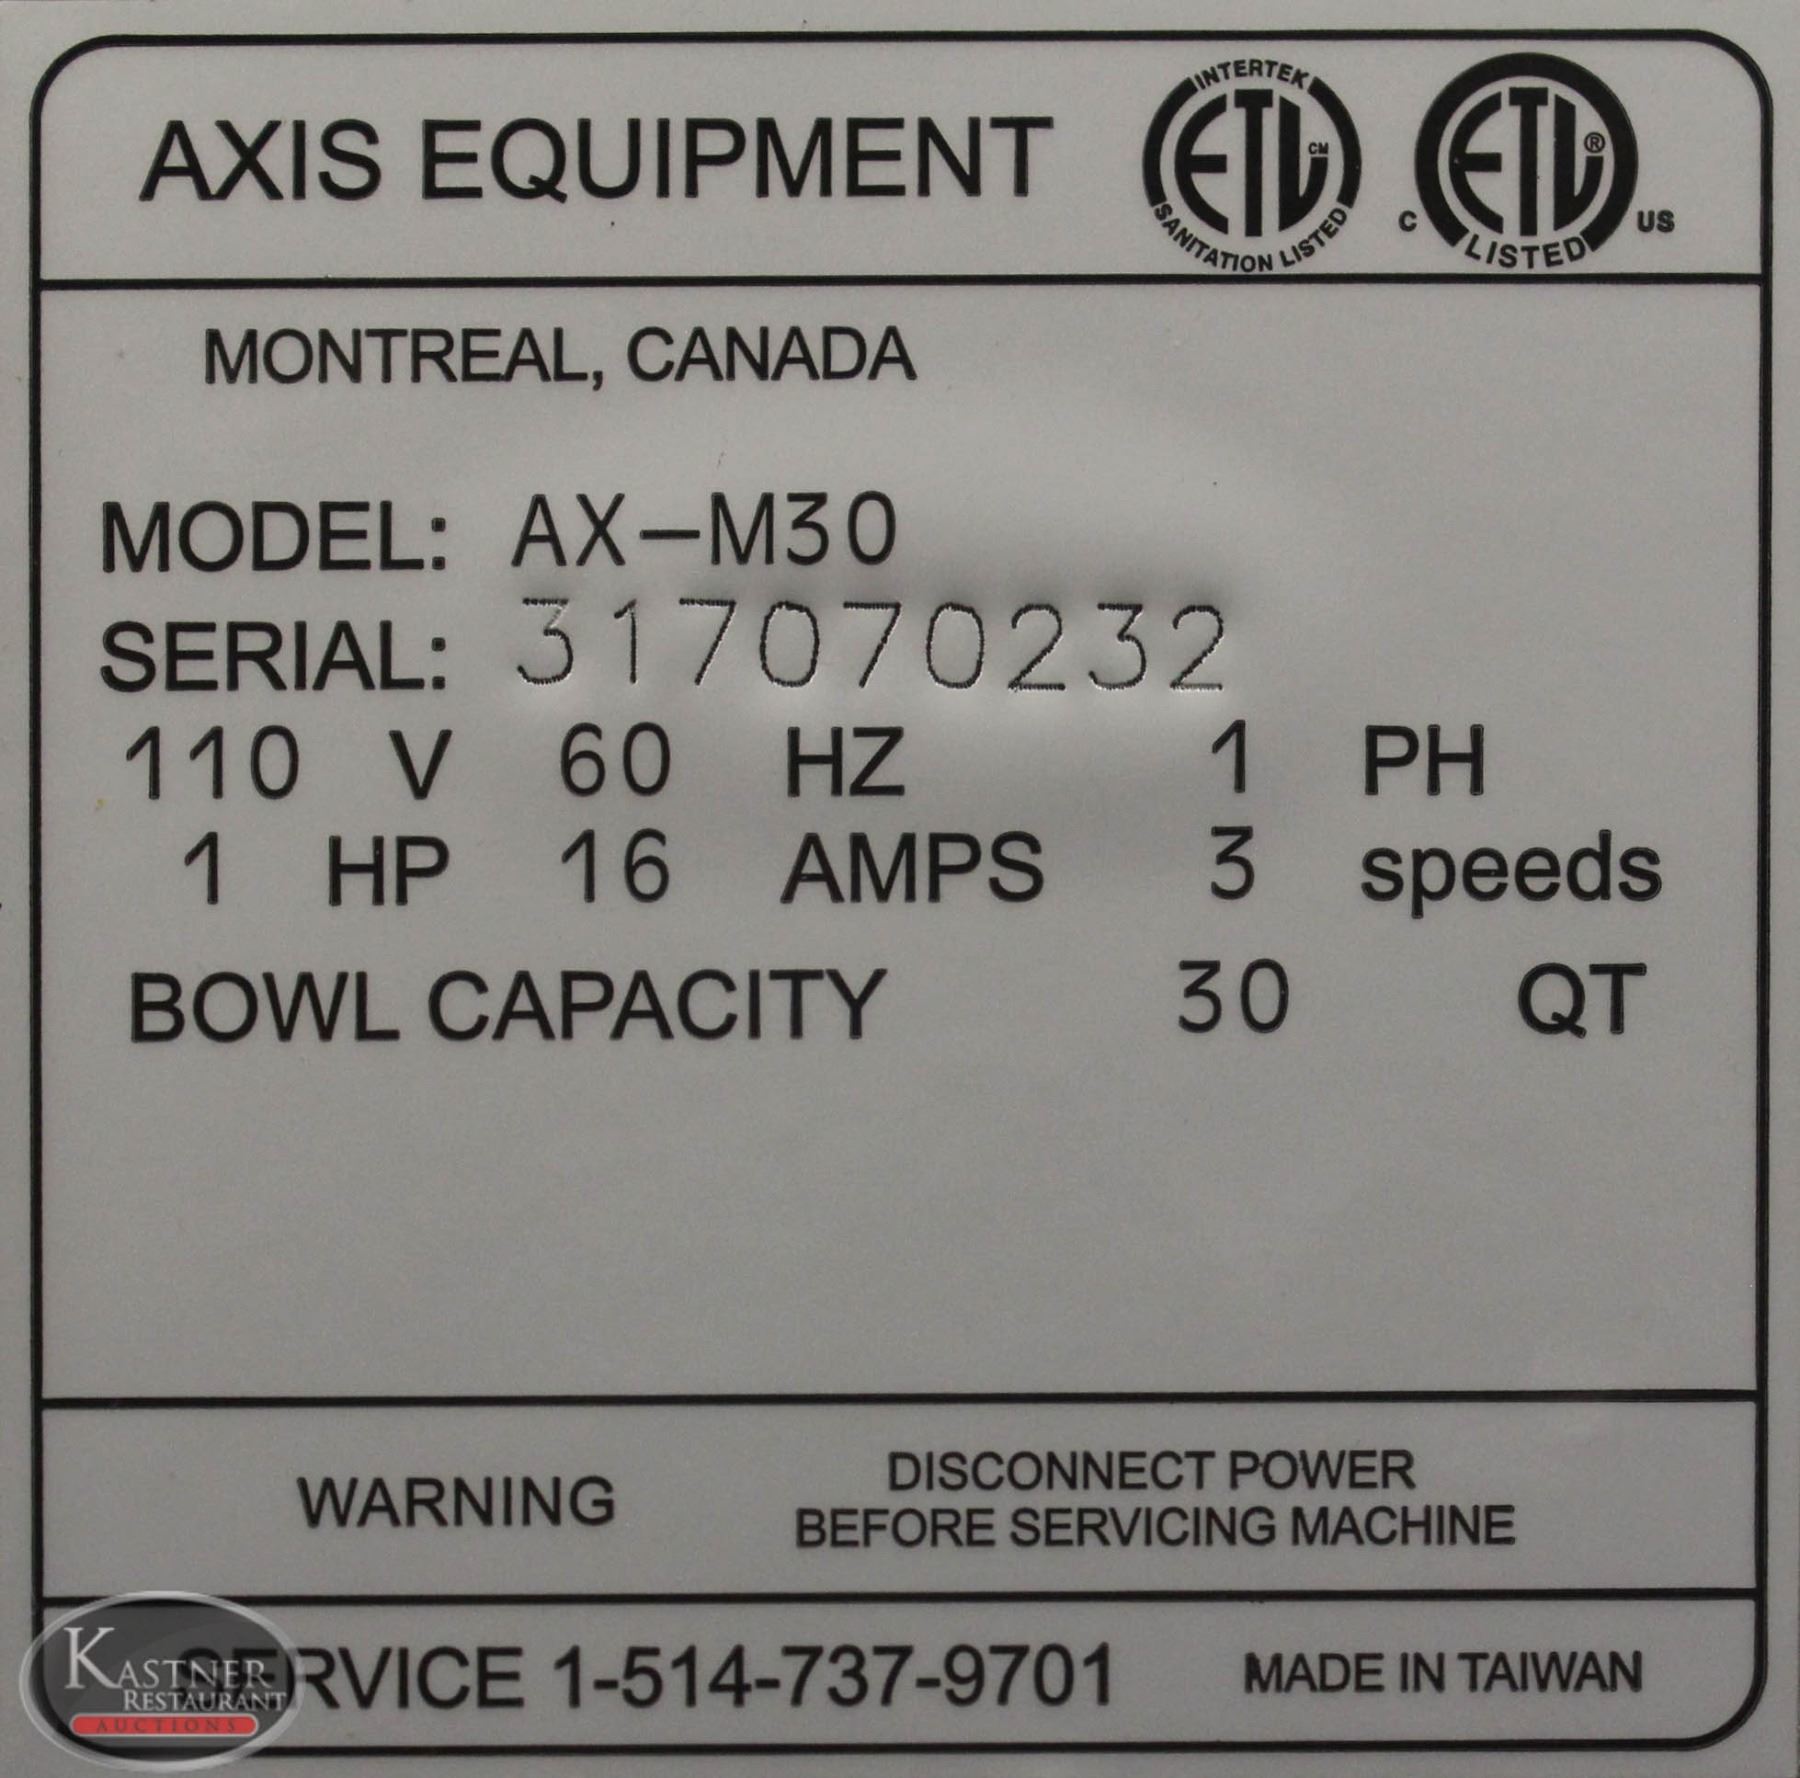 AXIS EQUIPMENT
INTERTEK
ETL CM
SANITATION LISTED
C ETL ® US
LISTED
MONTREAL, CANADA
MODEL: AX-M30
SERIAL: 317070232
110 V 60 HZ 1 PH
1 HP 16 AMPS 3 speeds
BOWL CAPACITY 30 QT
WARNING
DISCONNECT POWER
BEFORE SERVICING MACHINE
SERVICE 1-514-737-9701 MADE IN TAIWAN
KASTNER
RESTAURANT
AUCTIONS